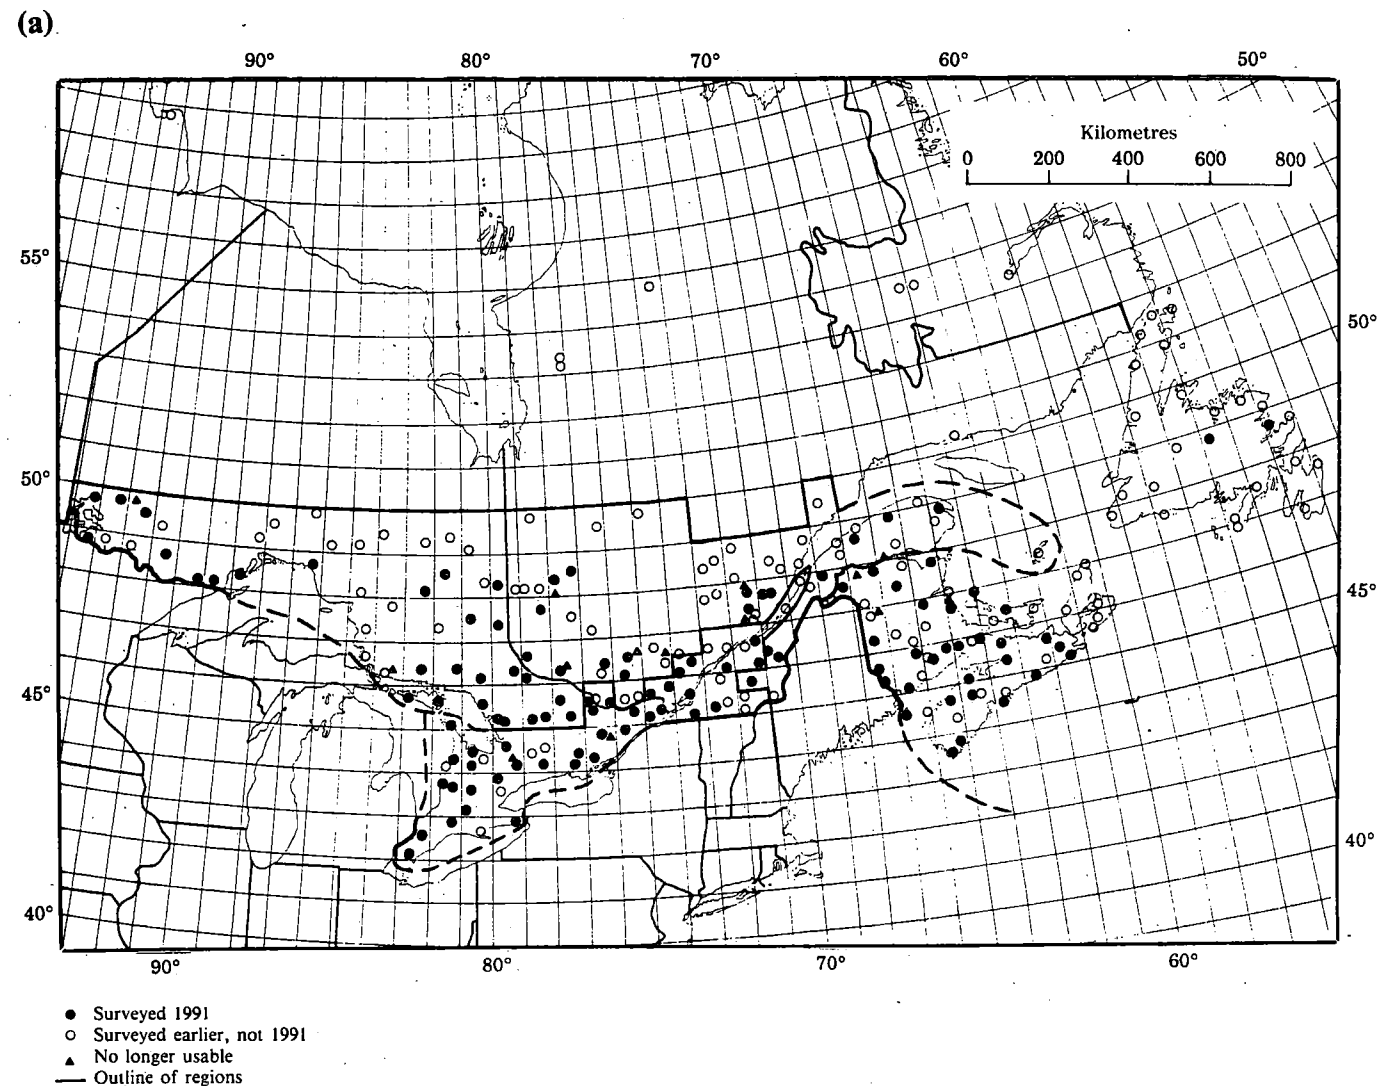 (a)
90° 80° 70° 60° 50°
Kilometres
0 200 400 600 800
55°
50°
50°
45°
45°
40°
40°
90° 80° 70° 60°
Surveyed 1991
Surveyed earlier, not 1991
No longer usable
Outline of regions